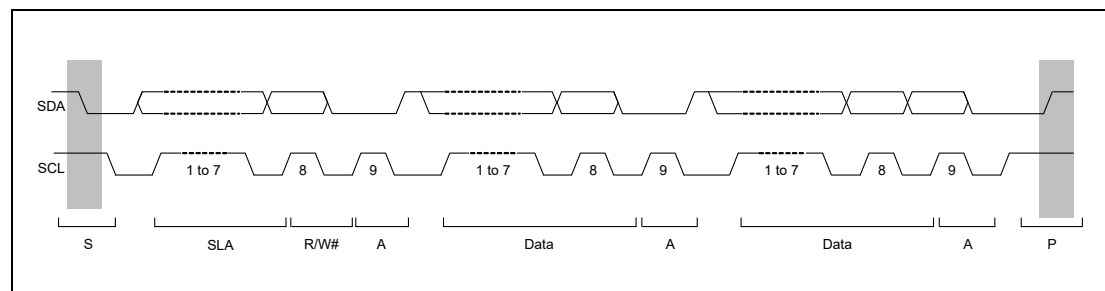 SDA
SCL
1 to 7 8 9 1 to 7 8 9 1 to 7 8 9
S SLA R/W# A Data A Data A P